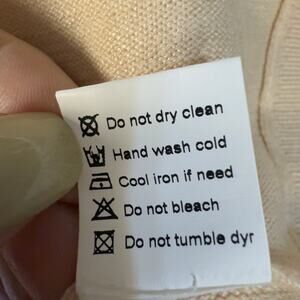 Do not dry clean
Hand wash cold
Cool iron if need
Do not bleach
Do not tumble dyr